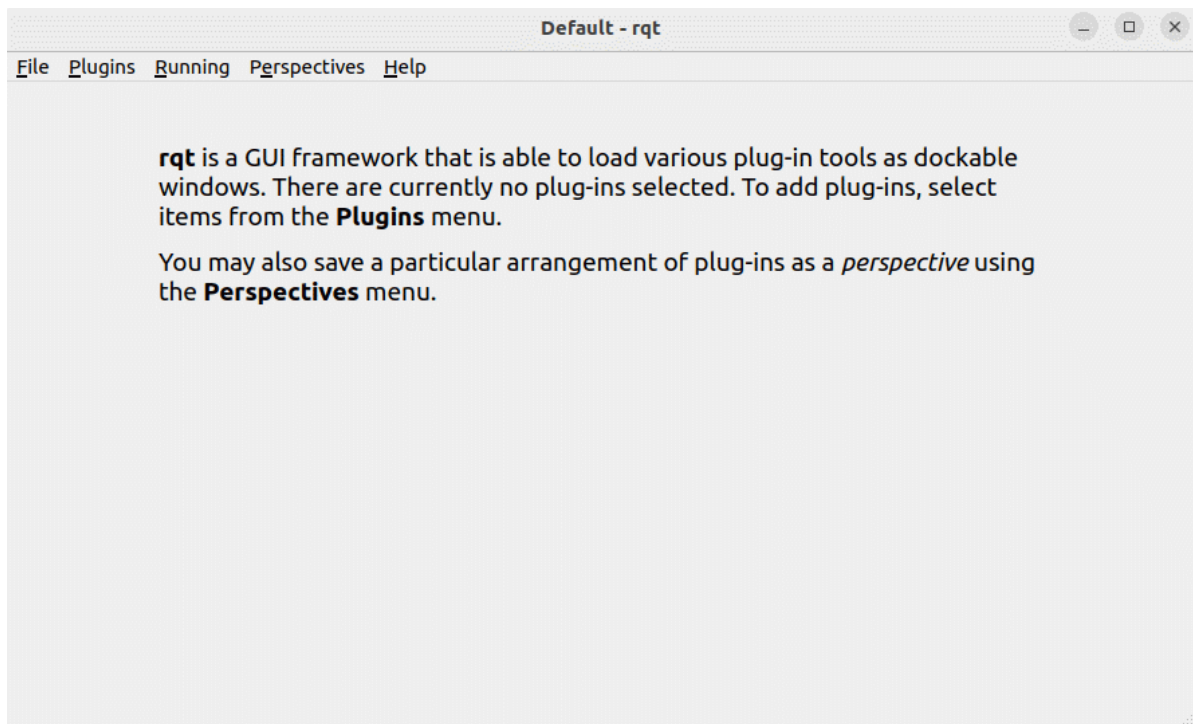 Default - rqt
File Plugins Running Perspectives Help
rqt is a GUI framework that is able to load various plug-in tools as dockable
windows. There are currently no plug-ins selected. To add plug-ins, select
items from the Plugins menu.
You may also save a particular arrangement of plug-ins as a perspective using
the Perspectives menu.